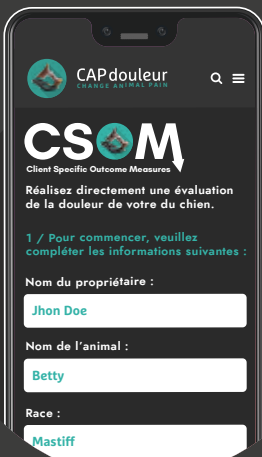 CAPdouleur
CHANGE ANIMAL PAIN
CSOM
Client Specific Outcome Measures
Réalisez directement une évaluation
de la douleur de votre du chien.
1 / Pour commencer, veuillez
compléter les informations suivantes :
Nom du propriétaire :
Jhon Doe
Nom de l'animal :
Betty
Race :
Mastiff